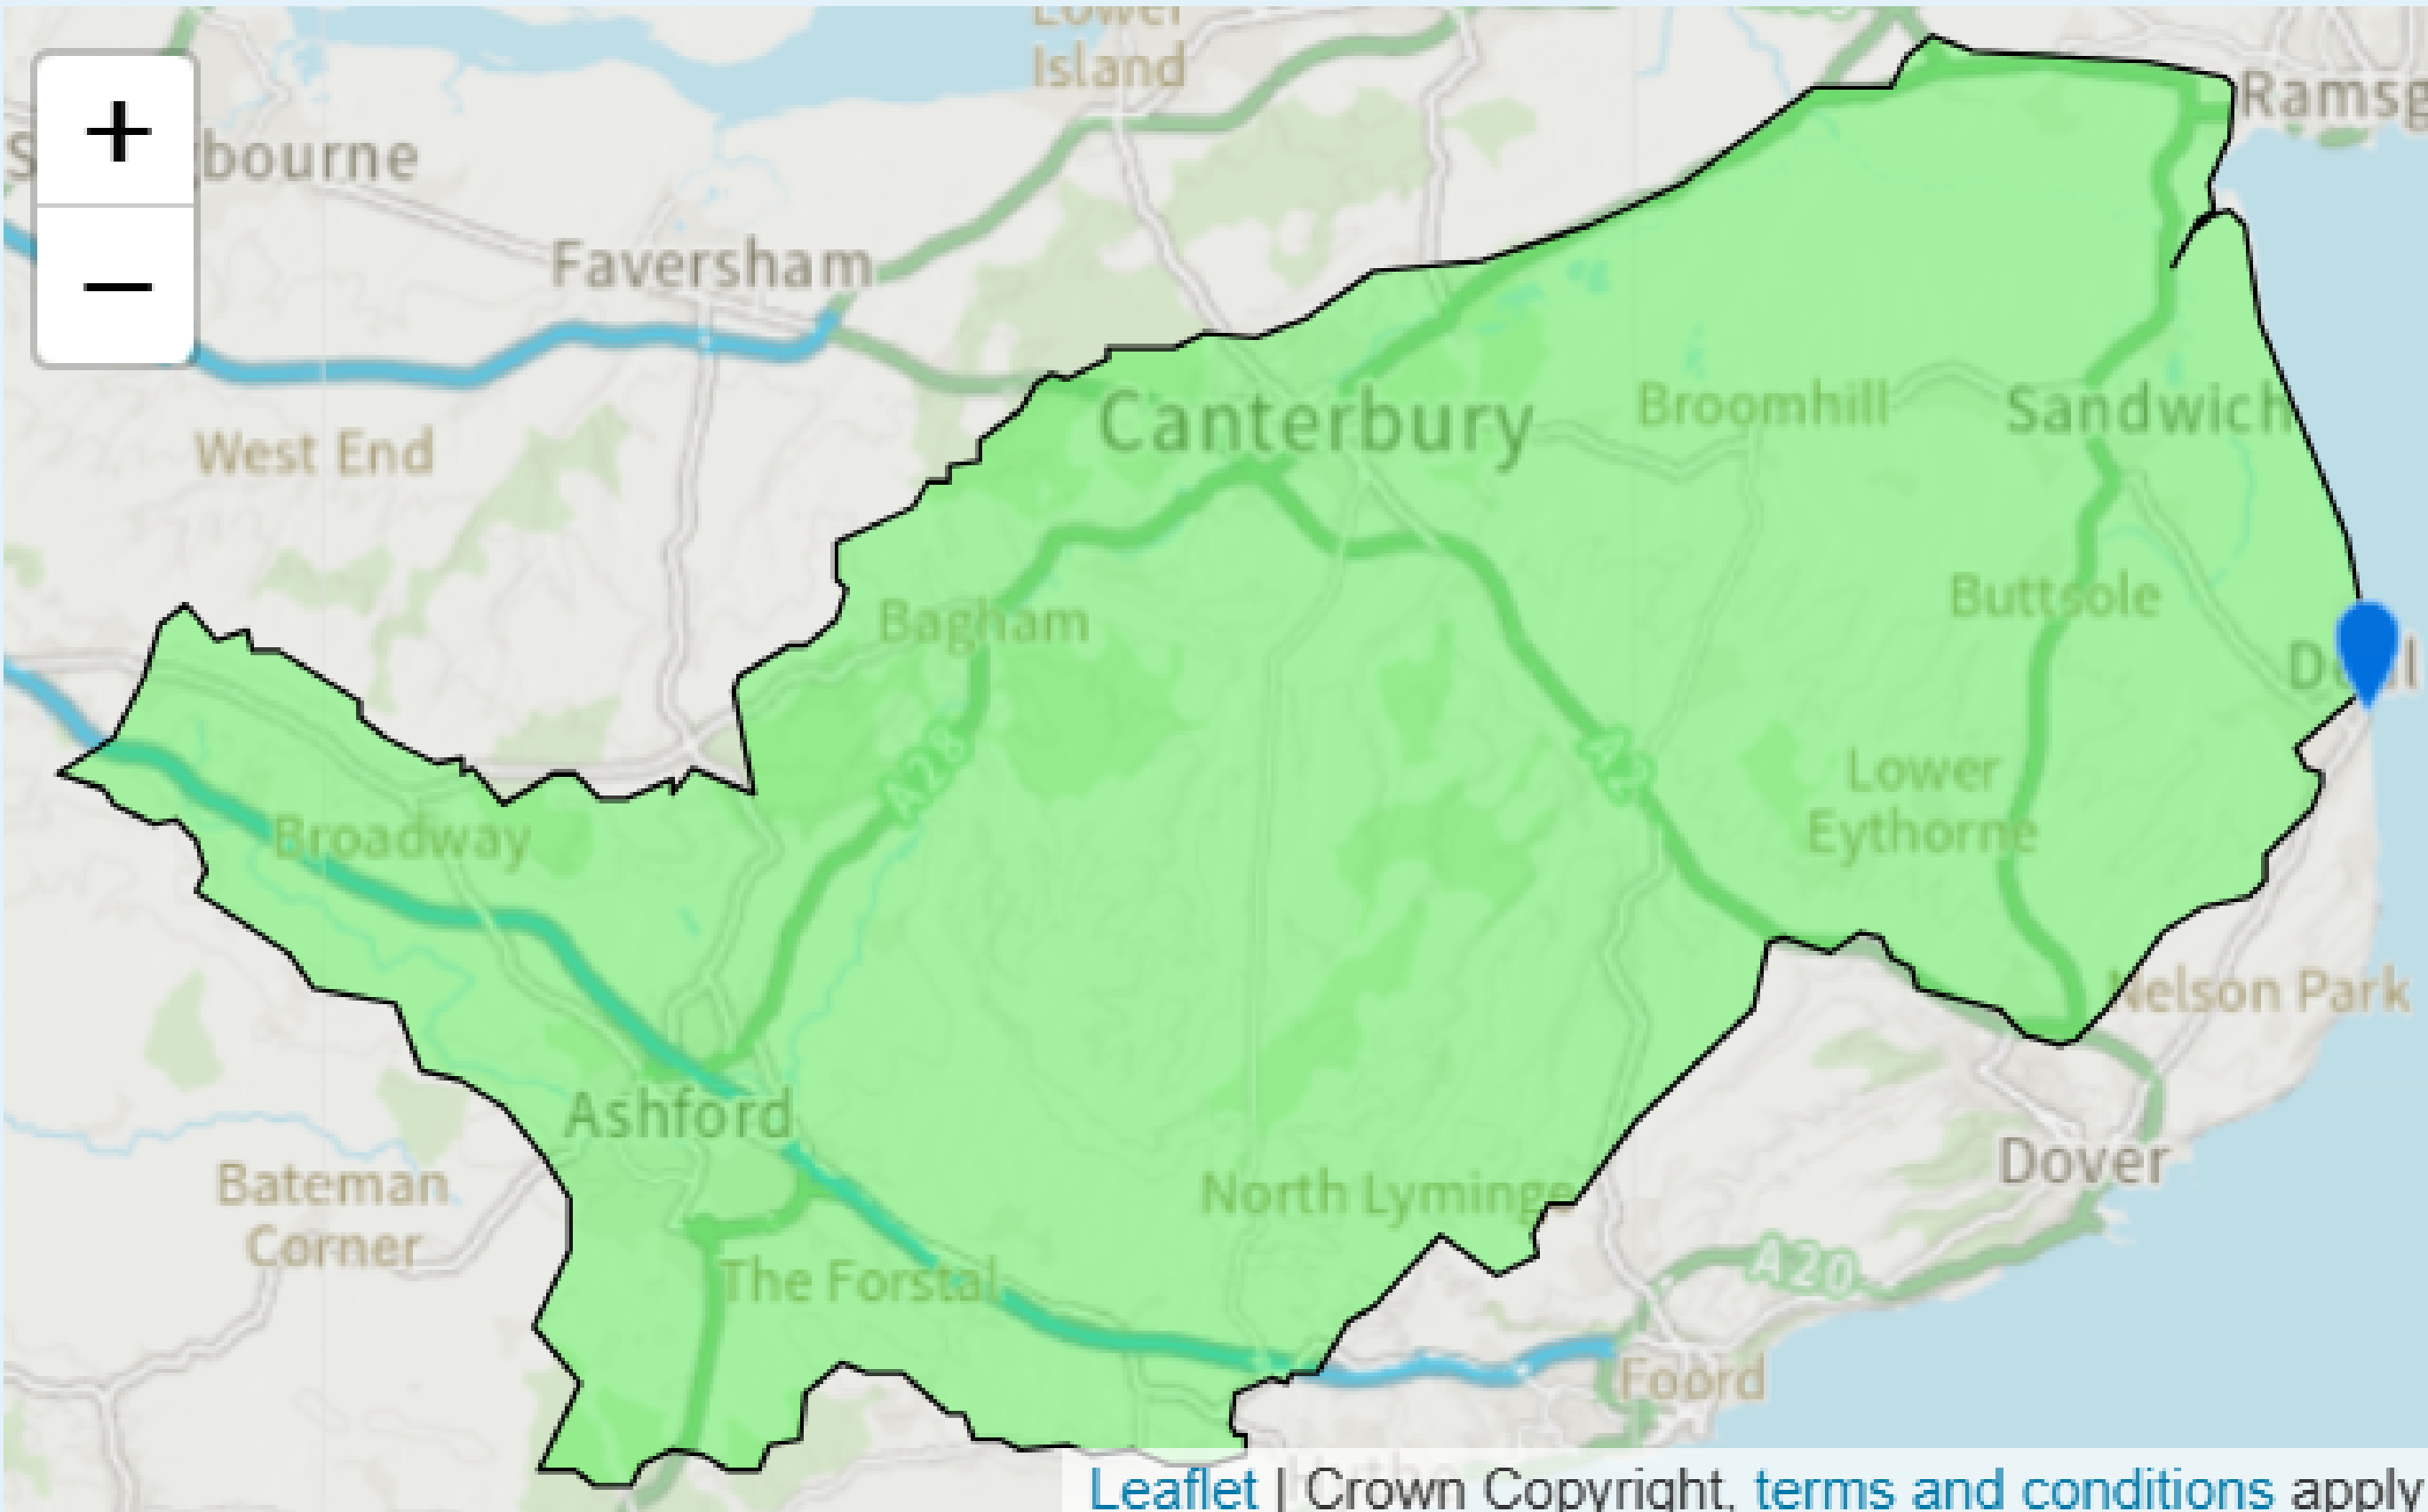 Lower
Island
Ramsg
bourne
Faversham
West End
Canterbury
Broomhill
Sandwich
Bagham
Buttsole
A28
A2
Lower
Eythorne
Broadway
Nelson Park
Ashford
Dover
Bateman
Corner
North Lyminge
The Forstal
A20
Foord
Leaflet | Crown Copyright, terms and conditions apply